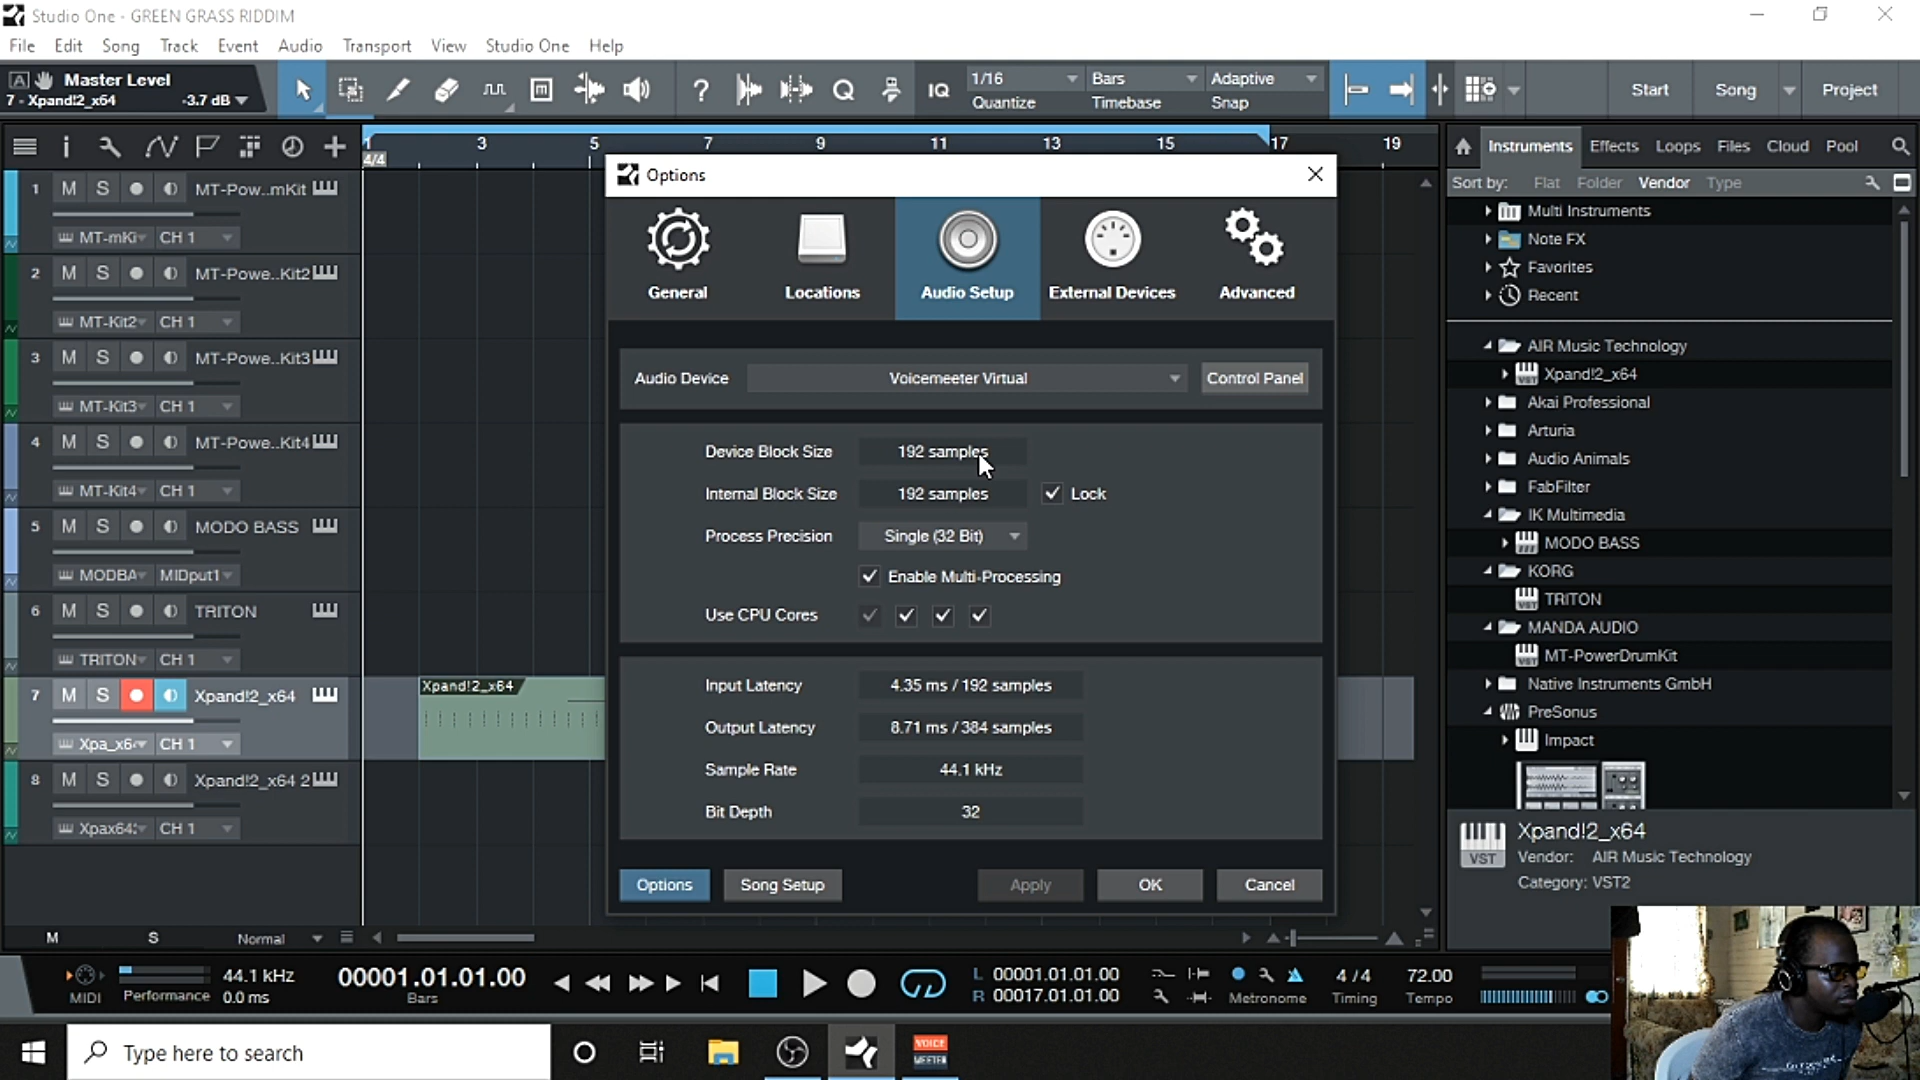 Studio One - GREEN GRASS RIDDIM
File Edit Song Track Event Audio Transport View Studio One Help
A Master Level
7 - Xpand!2_x64 -3.7 dB
? Q IQ 1/16 Bars Adaptive
Quantize Timebase Snap
Start Song Project
1 3 5 7 9 11 13 15 17 19
4/4
Instruments Effects Loops Files Cloud Pool
Sort by: Flat Folder Vendor Type
1 M S MT-Pow..mKit
MT-mKi CH 1
2 M S MT-Powe..Kit2
MT-Kit2 CH 1
3 M S MT-Powe..Kit3
MT-Kit3 CH 1
4 M S MT-Powe..Kit4
MT-Kit4 CH 1
5 M S MODO BASS
MODBA MIDput1
6 M S TRITON
TRITON CH 1
7 M S Xpand!2_x64
Xpa_x6 CH 1
8 M S Xpand!2_x64 2
Xpax64: CH 1
Xpand!2_x64
Options
General Locations Audio Setup External Devices Advanced
Audio Device Voicemeeter Virtual Control Panel
Device Block Size 192 samples
Internal Block Size 192 samples Lock
Process Precision Single (32 Bit)
Enable Multi-Processing
Use CPU Cores
Input Latency 4.35 ms / 192 samples
Output Latency 8.71 ms / 384 samples
Sample Rate 44.1 kHz
Bit Depth 32
Options Song Setup Apply OK Cancel
Multi Instruments
Note FX
Favorites
Recent
AIR Music Technology
Xpand!2_x64
Akai Professional
Arturia
Audio Animals
FabFilter
IK Multimedia
MODO BASS
KORG
TRITON
MANDA AUDIO
MT-PowerDrumKit
Native Instruments GmbH
PreSonus
Impact
Xpand!2_x64
VST Vendor: AIR Music Technology
Category: VST2
M S Normal
MIDI Performance 44.1 kHz
0.0 ms
00001.01.01.00
Bars
L 00001.01.01.00
R 00017.01.01.00
Metronome
4 / 4
Timing
72.00
Tempo
Type here to search
VOICE
MEETER